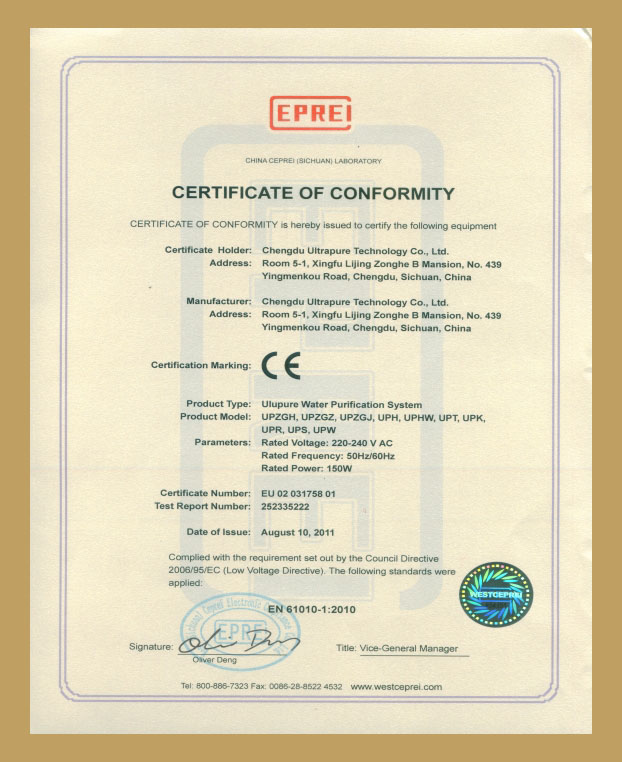 EPREI
CHINA CEPREI (SICHUAN) LABORATORY
CERTIFICATE OF CONFORMITY
CERTIFICATE OF CONFORMITY is hereby issued to certify the following equipment
Certificate Holder: Chengdu Ultrapure Technology Co., Ltd.
Address: Room 5-1, Xingfu Lijing Zonghe B Mansion, No. 439
Yingmenkou Road, Chengdu, Sichuan, China
Manufacturer: Chengdu Ultrapure Technology Co., Ltd.
Address: Room 5-1, Xingfu Lijing Zonghe B Mansion, No. 439
Yingmenkou Road, Chengdu, Sichuan, China
Certification Marking: CE
Product Type: Ulupure Water Purification System
Product Model: UPZGH, UPZGZ, UPZGJ, UPH, UPHW, UPT, UPK,
UPR, UPS, UPW
Parameters: Rated Voltage: 220-240 V AC
Rated Frequency: 50Hz/60Hz
Rated Power: 150W
Certificate Number: EU 02 031758 01
Test Report Number: 252335222
Date of Issue: August 10, 2011
Complied with the requirement set out by the Council Directive
2006/95/EC (Low Voltage Directive). The following standards were
applied:
WESTCEPREI
EN 61010-1:2010
Ceprei Electronic
EPREI
Signature:
Title: Vice-General Manager
Oliver Deng
Tel: 800-886-7323 Fax: 0086-28-8522 4532 www.westceprei.com